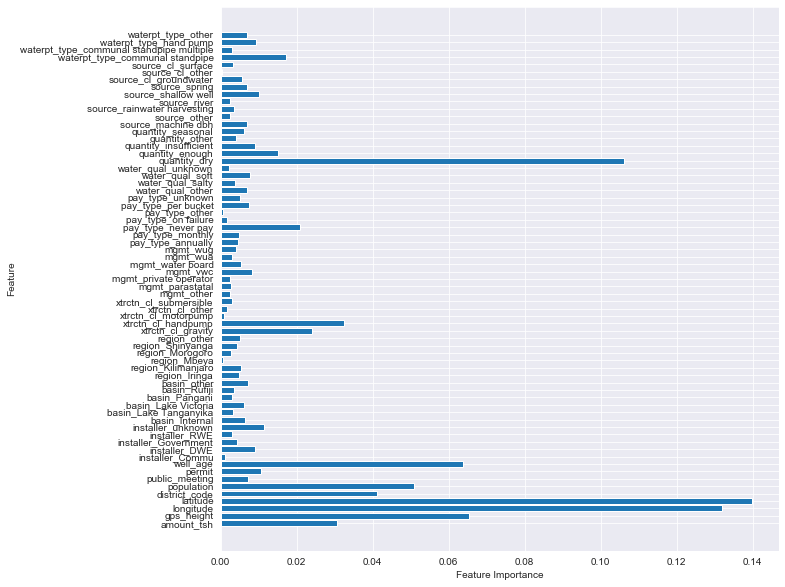 waterpt_type_other
waterpt_type_hand pump
waterpt_type_communal standpipe multiple
waterpt_type_communal standpipe
source_cl_surface
source_cl_other
source_cl_groundwater
source_spring
source_shallow well
source_river
source_rainwater harvesting
source_other
source_machine dbh
quantity_seasonal
quantity_other
quantity_insufficient
quantity_enough
quantity_dry
water_qual_unknown
water_qual_soft
water_qual_salty
water_qual_other
pay_type_unknown
pay_type_per bucket
pay_type_other
pay_type_on failure
pay_type_never pay
pay_type_monthly
pay_type_annually
mgmt_wug
mgmt_wua
mgmt_water board
mgmt_vwc
mgmt_private operator
mgmt_parastatal
mgmt_other
xtrctn_cl_submersible
xtrctn_cl_other
xtrctn_cl_motorpump
xtrctn_cl_handpump
xtrctn_cl_gravity
region_other
region_Shinyanga
region_Morogoro
region_Mbeya
region_Kilimanjaro
region_Iringa
basin_other
basin_Rufiji
basin_Pangani
basin_Lake Victoria
basin_Lake Tanganyika
basin_Internal
installer_unknown
installer_RWE
installer_Government
installer_DWE
installer_Commu
well_age
permit
public_meeting
population
district_code
latitude
longitude
gps_height
amount_tsh
Feature
0.00 0.02 0.04 0.06 0.08 0.10 0.12 0.14
Feature Importance